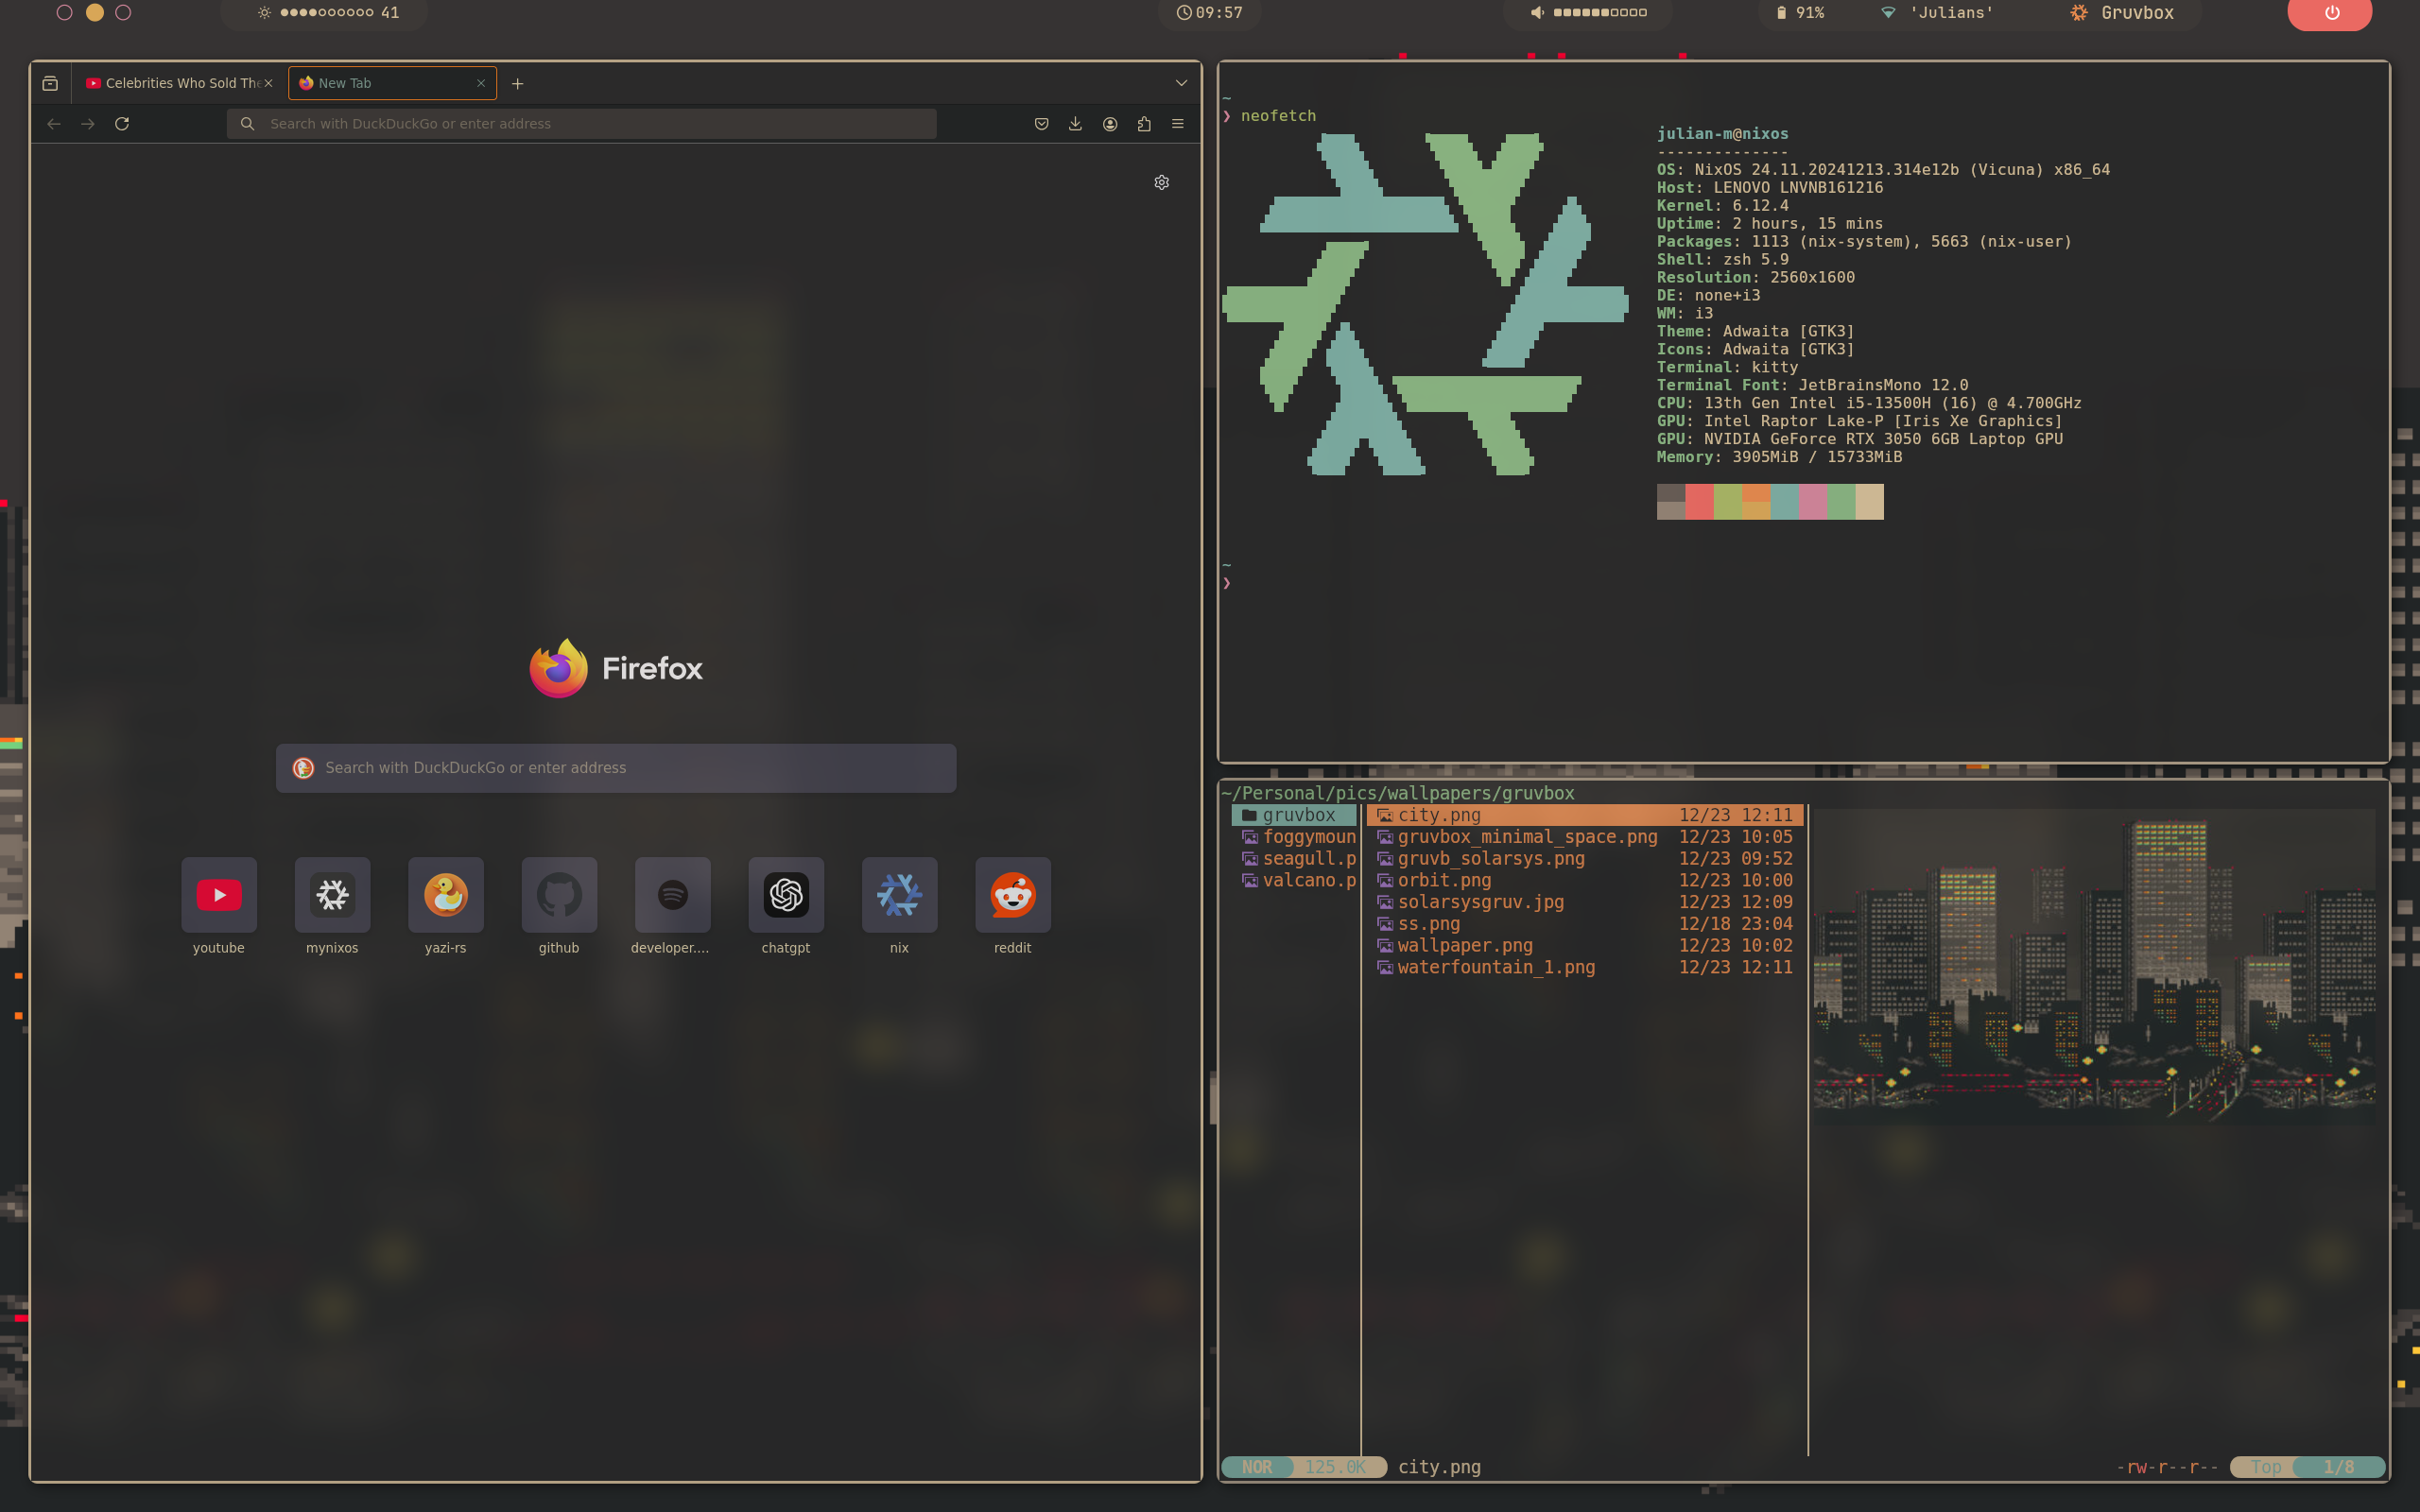 41
09:57
91%
'Julians'
Gruvbox
Celebrities Who Sold The
New Tab
Search with DuckDuckGo or enter address
Firefox
Search with DuckDuckGo or enter address
youtube
mynixos
yazi-rs
github
developer....
chatgpt
nix
reddit
~
❯ neofetch
julian-m@nixos
--------------
OS: NixOS 24.11.20241213.314e12b (Vicuna) x86_64
Host: LENOVO LNVNB161216
Kernel: 6.12.4
Uptime: 2 hours, 15 mins
Packages: 1113 (nix-system), 5663 (nix-user)
Shell: zsh 5.9
Resolution: 2560x1600
DE: none+i3
WM: i3
Theme: Adwaita [GTK3]
Icons: Adwaita [GTK3]
Terminal: kitty
Terminal Font: JetBrainsMono 12.0
CPU: 13th Gen Intel i5-13500H (16) @ 4.700GHz
GPU: Intel Raptor Lake-P [Iris Xe Graphics]
GPU: NVIDIA GeForce RTX 3050 6GB Laptop GPU
Memory: 3905MiB / 15733MiB
~
❯
~/Personal/pics/wallpapers/gruvbox
gruvbox
foggymoun
seagull.p
valcano.p
city.png 12/23 12:11
gruvbox_minimal_space.png 12/23 10:05
gruvb_solarsys.png 12/23 09:52
orbit.png 12/23 10:00
solarsysgruv.jpg 12/23 12:09
ss.png 12/18 23:04
wallpaper.png 12/23 10:02
waterfountain_1.png 12/23 12:11
NOR 125.0K city.png -rw-r--r-- Top 1/8